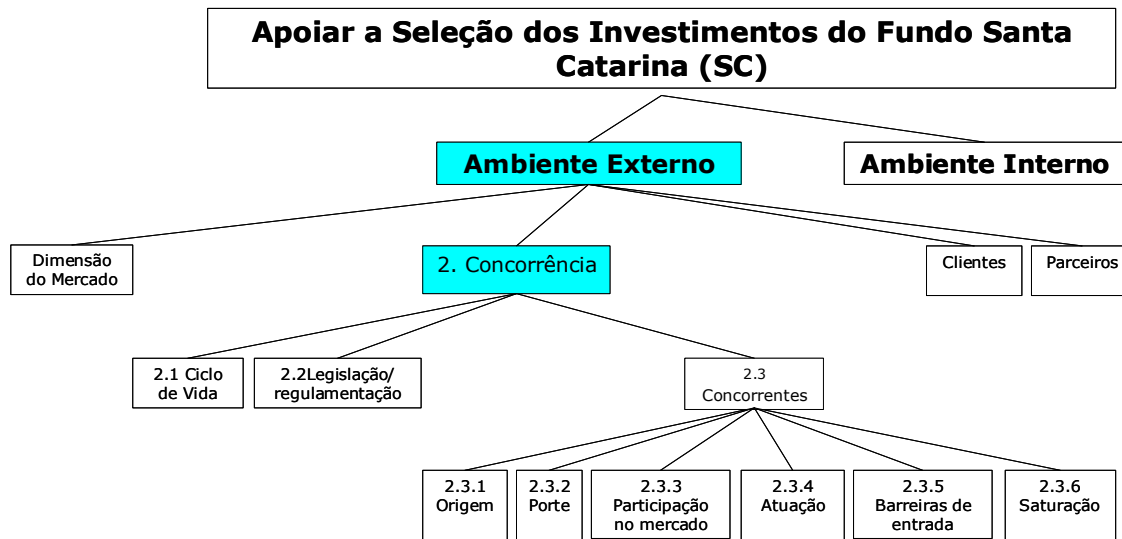 Apoiar a Seleção dos Investimentos do Fundo Santa
Catarina (SC)
Ambiente Externo
Ambiente Interno
Dimensão
do Mercado
2. Concorrência
Clientes
Parceiros
2.1 Ciclo
de Vida
2.2Legislação/
regulamentação
2.3
Concorrentes
2.3.1
Origem
2.3.2
Porte
2.3.3
Participação
no mercado
2.3.4
Atuação
2.3.5
Barreiras de
entrada
2.3.6
Saturação